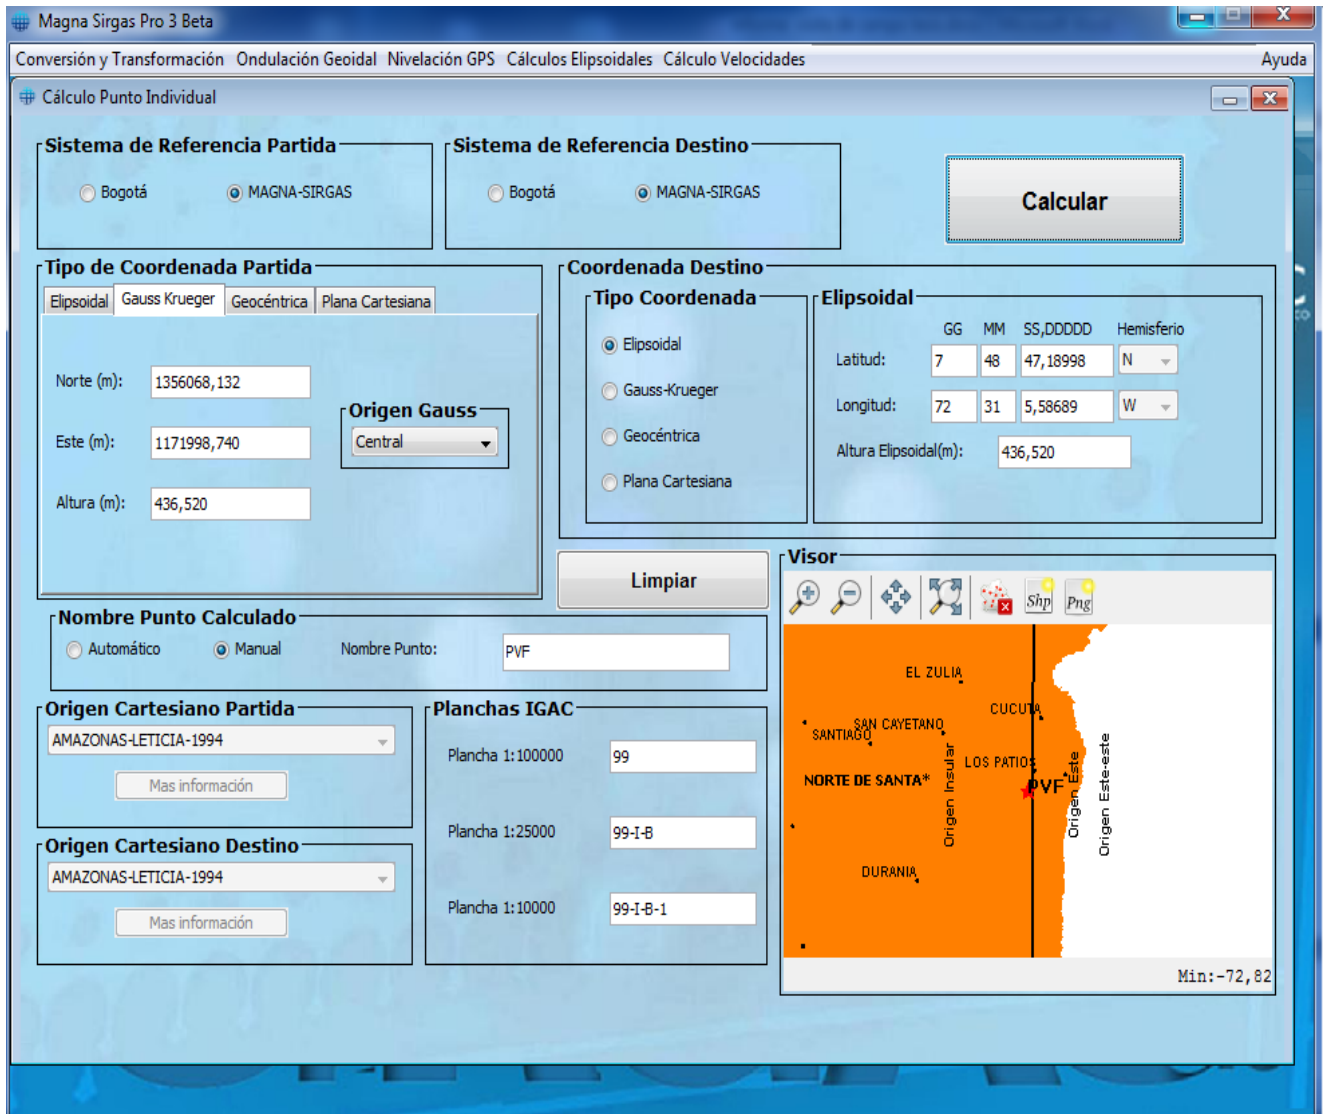 Magna Sirgas Pro 3 Beta
Conversión y Transformación Ondulación Geoidal Nivelación GPS Cálculos Elipsoidales Cálculo Velocidades Ayuda
Cálculo Punto Individual
Sistema de Referencia Partida
Bogotá MAGNA-SIRGAS
Sistema de Referencia Destino
Bogotá MAGNA-SIRGAS
Calcular
Tipo de Coordenada Partida
Elipsoidal Gauss Krueger Geocéntrica Plana Cartesiana
Norte (m): 1356068,132
Este (m): 1171998,740
Altura (m): 436,520
Origen Gauss
Central
Coordenada Destino
Tipo Coordenada
Elipsoidal
Gauss-Krueger
Geocéntrica
Plana Cartesiana
Elipsoidal
GG MM SS,DDDDD Hemisferio
Latitud: 7 48 47,18998 N
Longitud: 72 31 5,58689 W
Altura Elipsoidal(m): 436,520
Limpiar
Nombre Punto Calculado
Automático Manual Nombre Punto: PVF
Origen Cartesiano Partida
AMAZONAS-LETICIA-1994
Mas información
Origen Cartesiano Destino
AMAZONAS-LETICIA-1994
Mas información
Planchas IGAC
Plancha 1:100000 99
Plancha 1:25000 99-I-B
Plancha 1:10000 99-I-B-1
Visor
Shp Png
EL ZULIA
CUCUTA
SAN CAYETANO
SANTIAGO
LOS PATIOS
NORTE DE SANTA*
PVF
DURANIA
Origen Insular
Origen Este
Origen Este-este
Min:-72,82